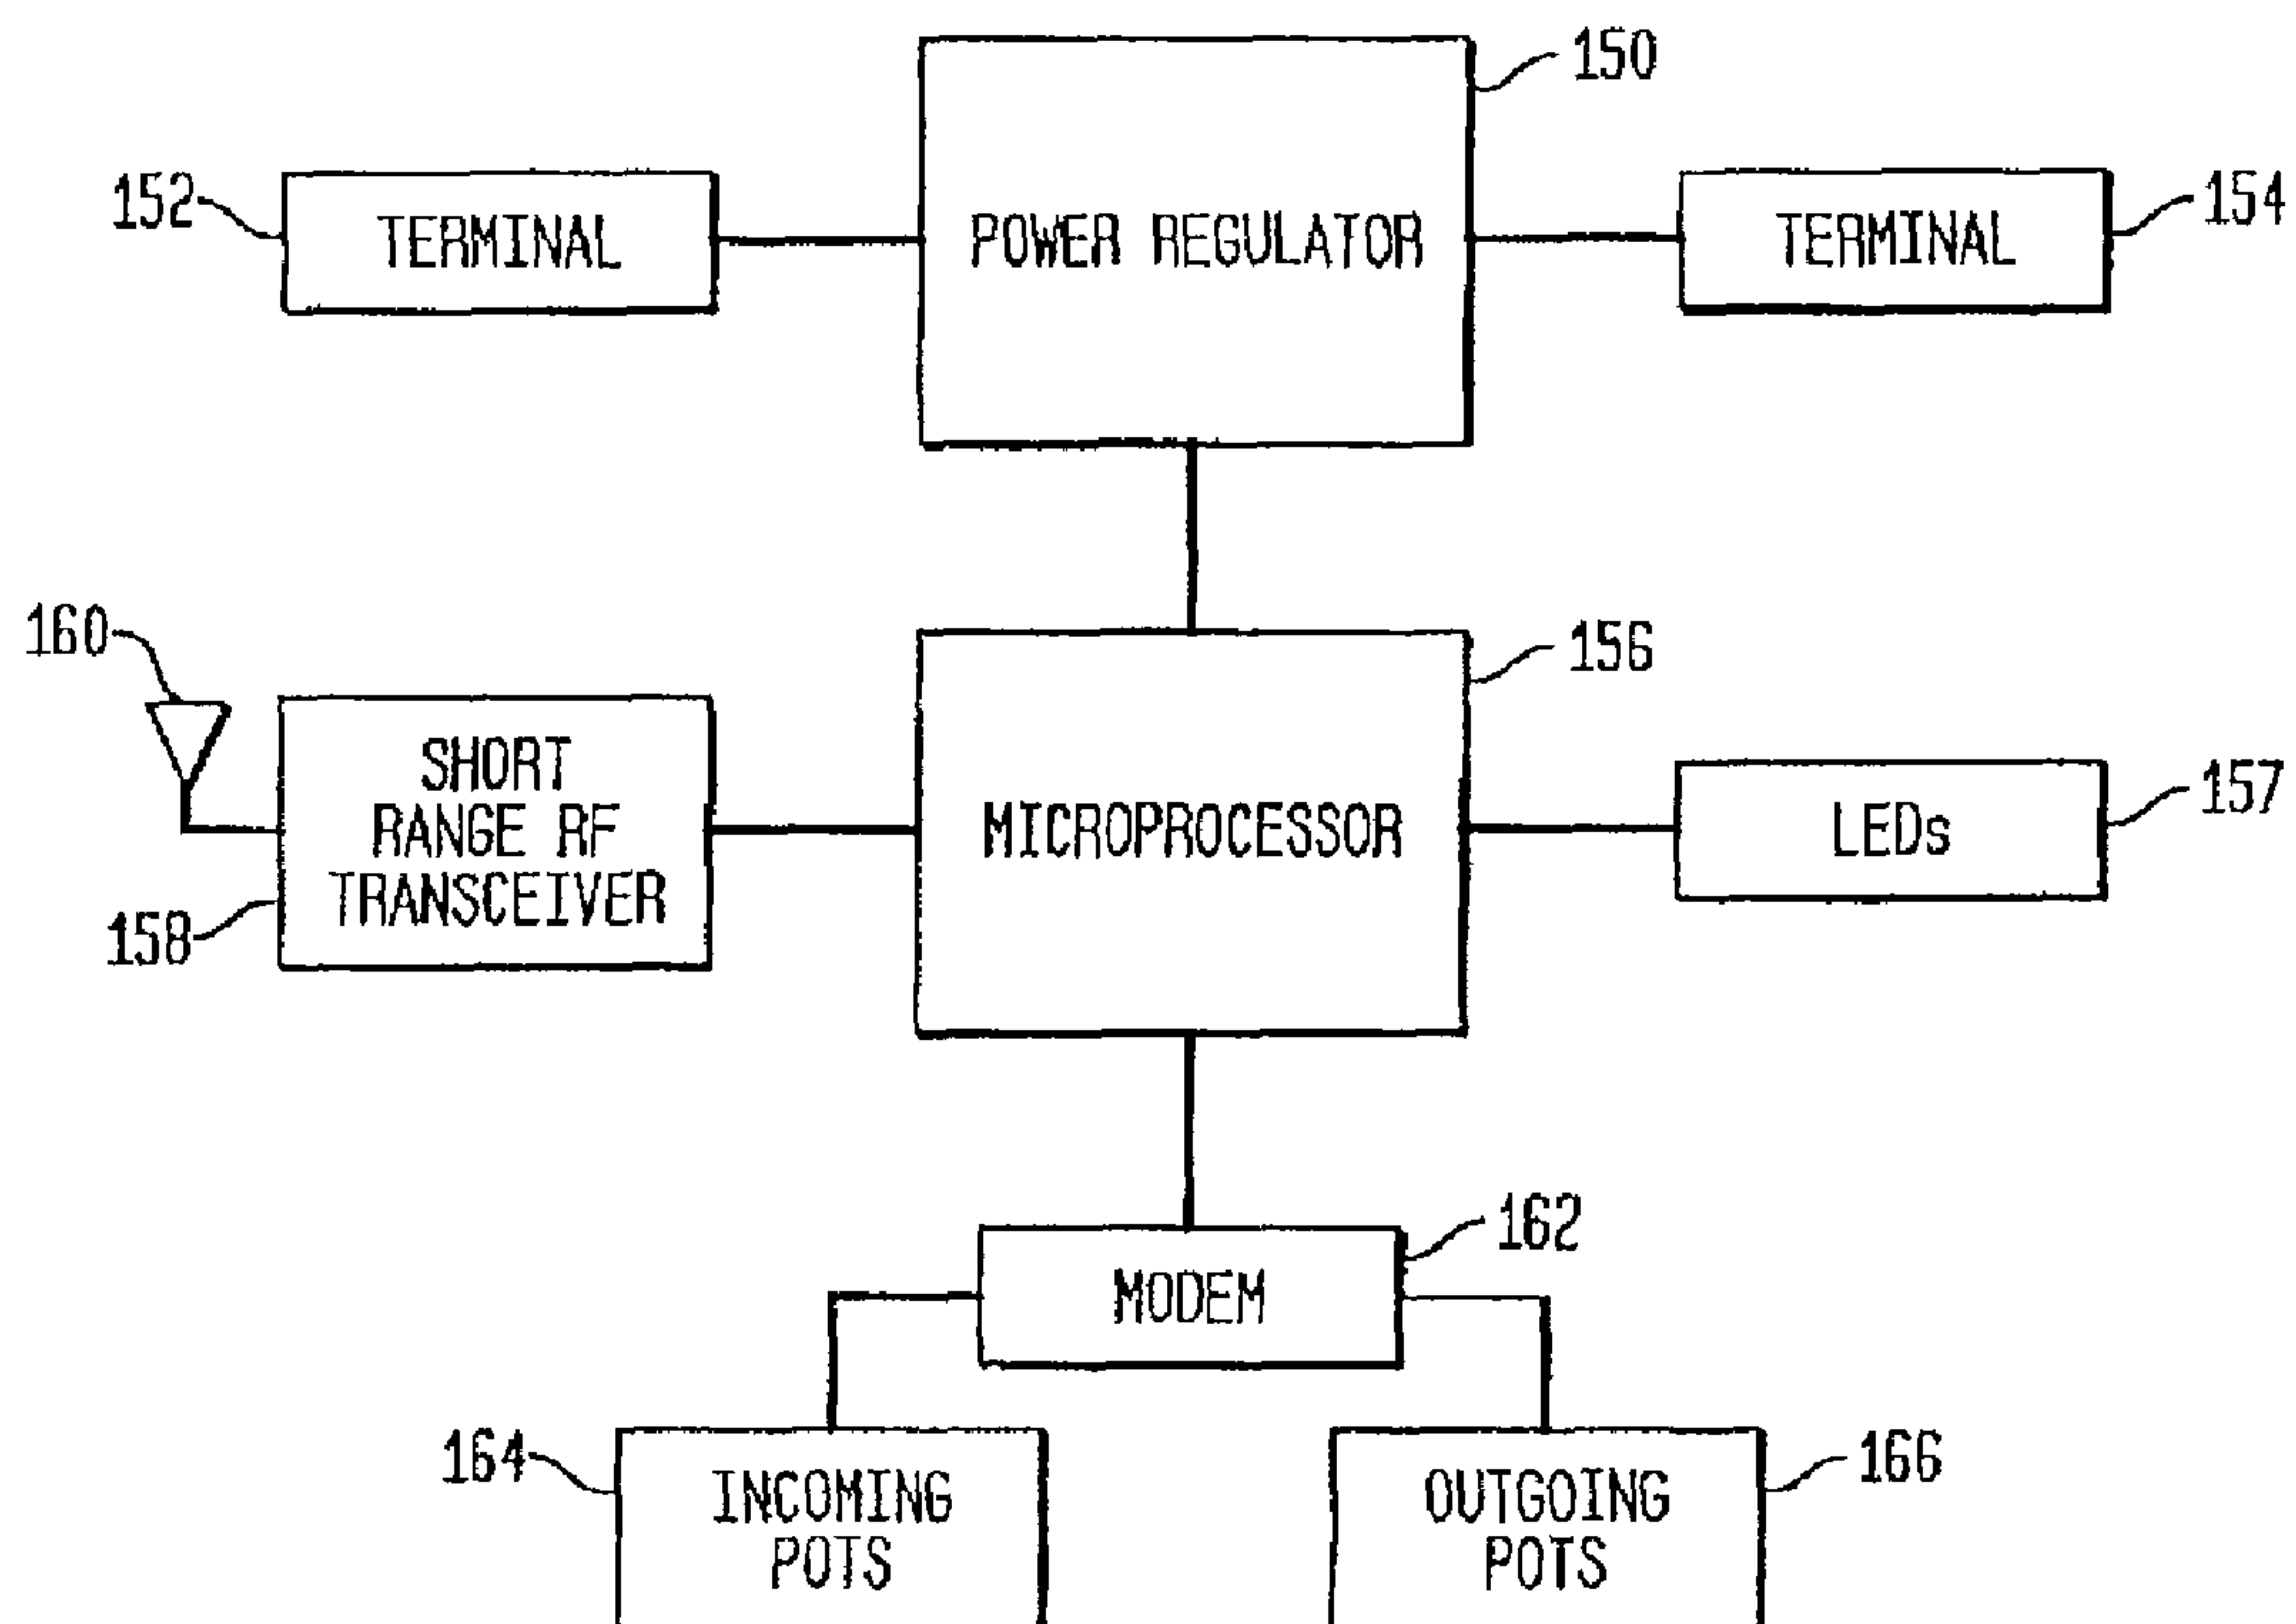 150
152
TERMINAL
POWER REGULATOR
TERMINAL
154
160
156
SHORT
RANGE RF
TRANSCEIVER
MICROPROCESSOR
LEDs
157
158
162
MODEM
164
INCOMING
POTS
OUTGOING
POTS
166